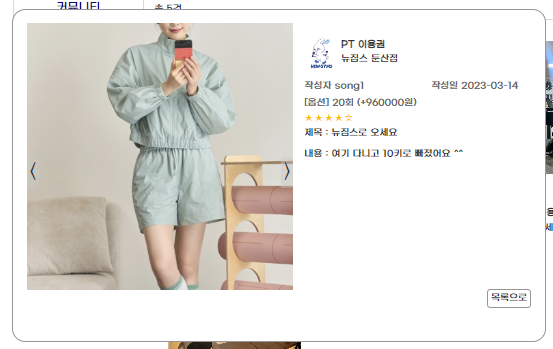 커뮤니티
총 5건
PT 이용권
뉴짐스 둔산점
작성자 song1
작성일 2023-03-14
[옵션] 20회 (+960000원)
★★★★☆
제목 : 뉴짐스로 오세요
내용 : 여기 다니고 10키로 빠졌어요 ^^
목록으로